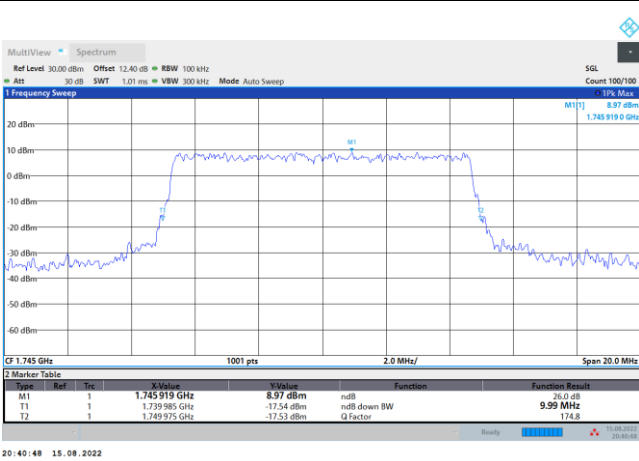 MultiView Spectrum
Ref Level 30.00 dBm Offset 12.40 dB RBW 100 kHz SGL
Att 30 dB SWT 1.01 ms VBW 300 kHz Mode Auto Sweep Count 100/100
1 Frequency Sweep 1Pk Max
M1[1] 8.97 dBm
1.745 919 0 GHz
20 dBm
M1
10 dBm
0 dBm
-10 dBm
T1 T2
-20 dBm
-30 dBm
-40 dBm
-50 dBm
-60 dBm
CF 1.745 GHz 1001 pts 2.0 MHz/ Span 20.0 MHz
2 Marker Table
Type Ref Trc X-Value Y-Value Function Function Result
M1 1 1.745 919 GHz 8.97 dBm ndB 26.0 dB
T1 1 1.739 985 GHz -17.54 dBm ndB down BW 9.99 MHz
T2 1 1.749 975 GHz -17.53 dBm Q Factor 174.8
Ready 15.08.2022
20:40:48
20:40:48 15.08.2022